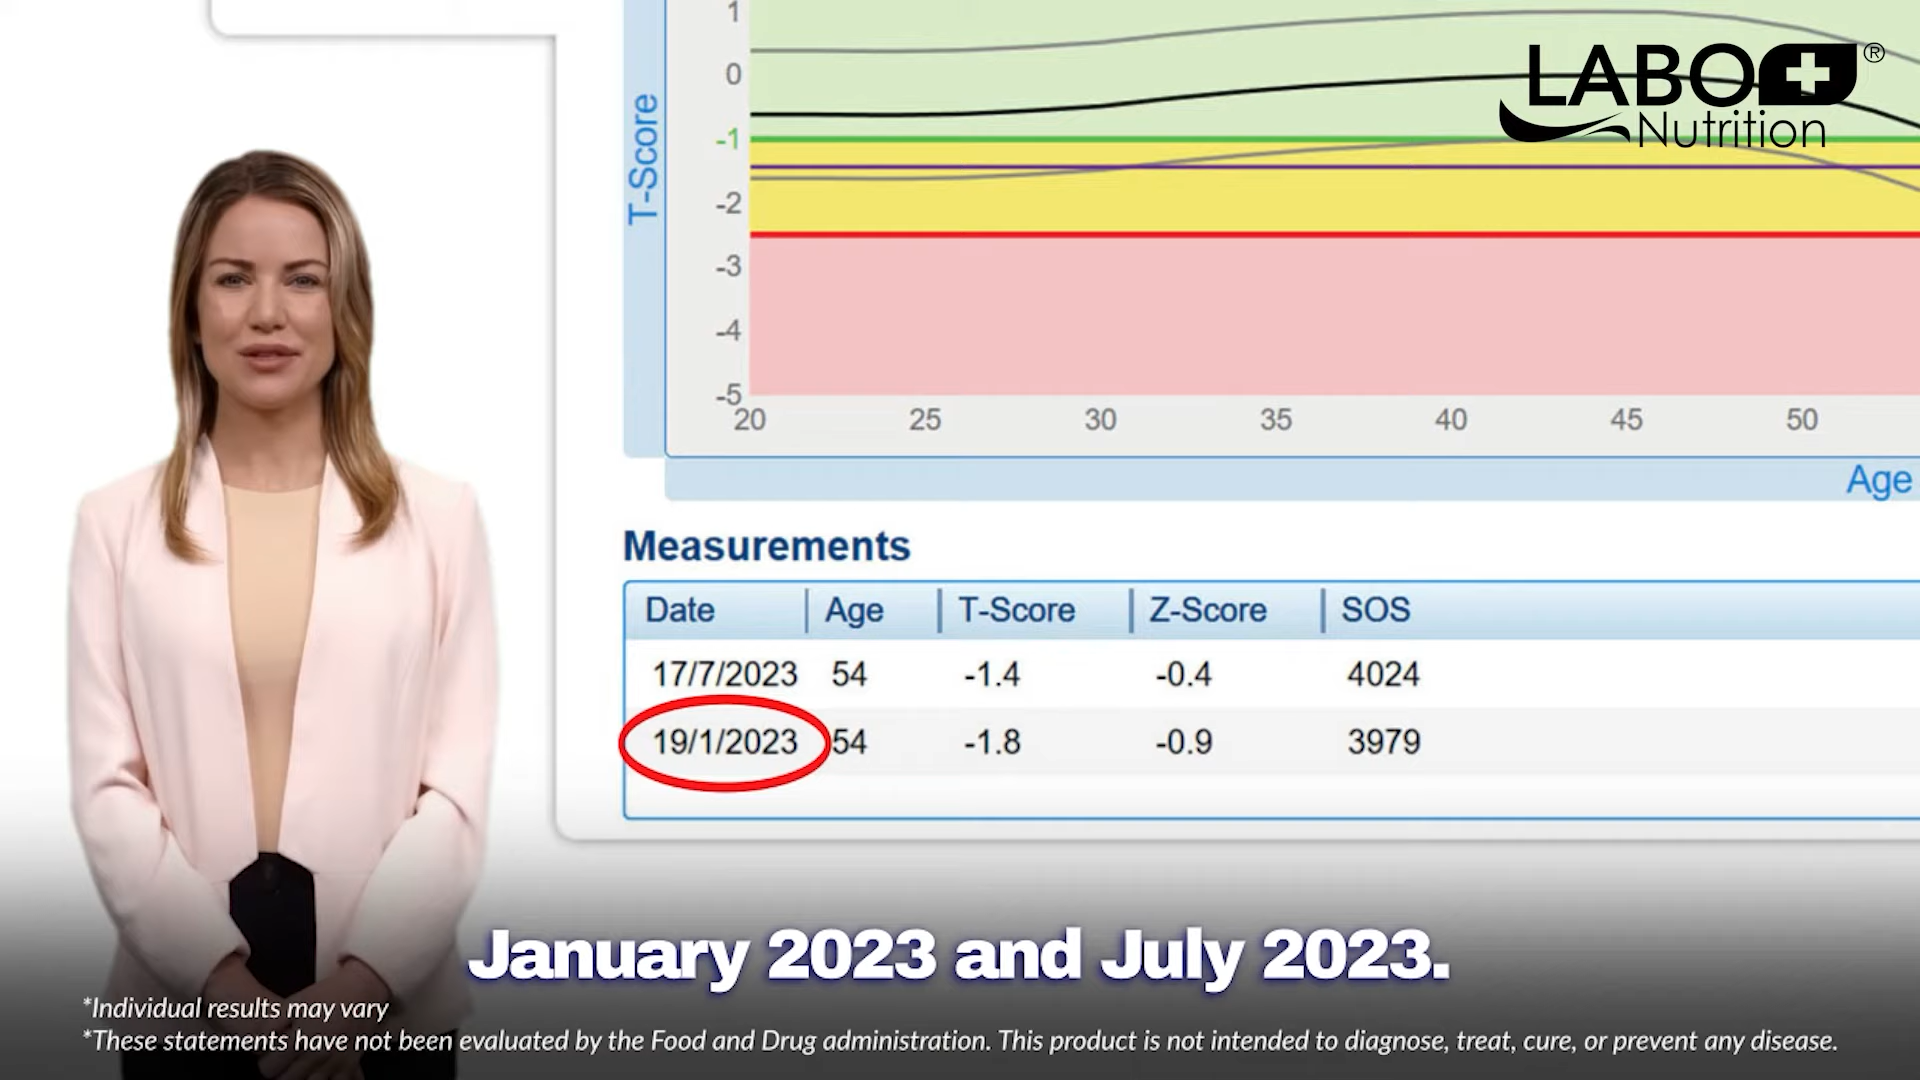 LABO ®
Nutrition
T-Score
1
0
-1
-2
-3
-4
-5
20 25 30 35 40 45 50
Age
Measurements
Date Age T-Score Z-Score SOS
17/7/2023 54 -1.4 -0.4 4024
19/1/2023 54 -1.8 -0.9 3979
January 2023 and July 2023.
*Individual results may vary
*These statements have not been evaluated by the Food and Drug administration. This product is not intended to diagnose, treat, cure, or prevent any disease.